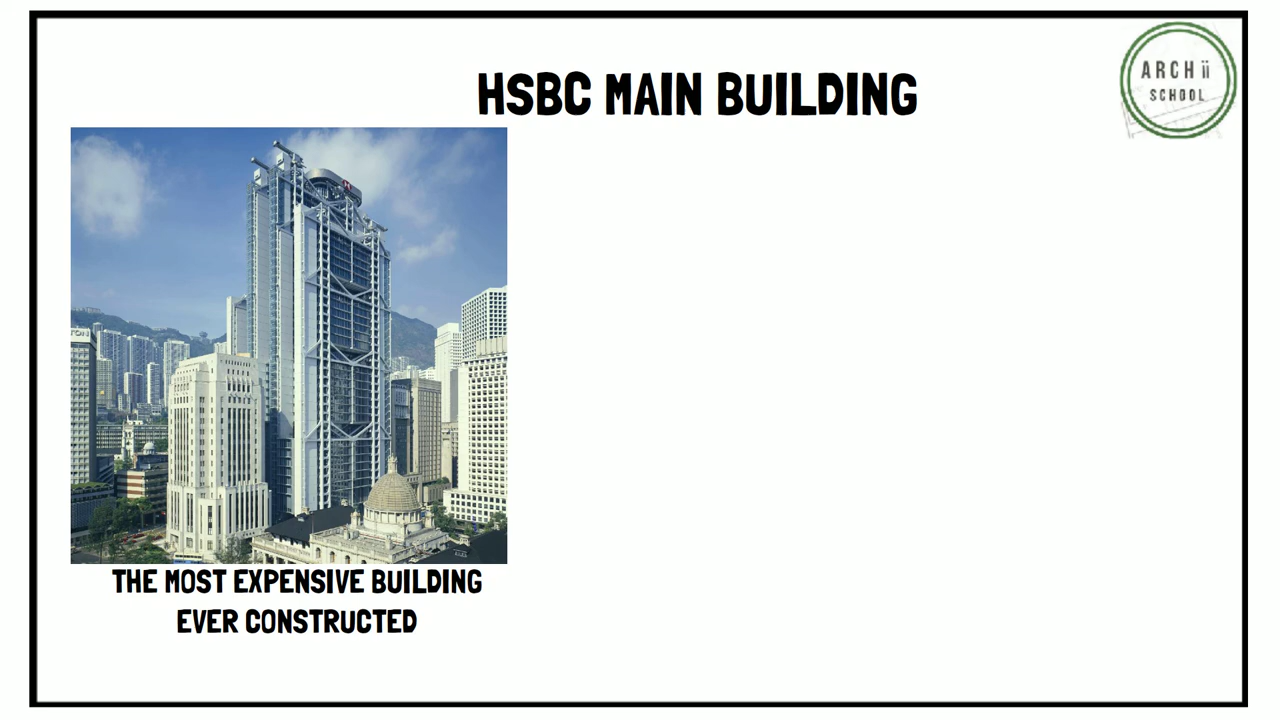 HSBC MAIN BUILDING
ARCH ii
SCHOOL
THE MOST EXPENSIVE BUILDING
EVER CONSTRUCTED